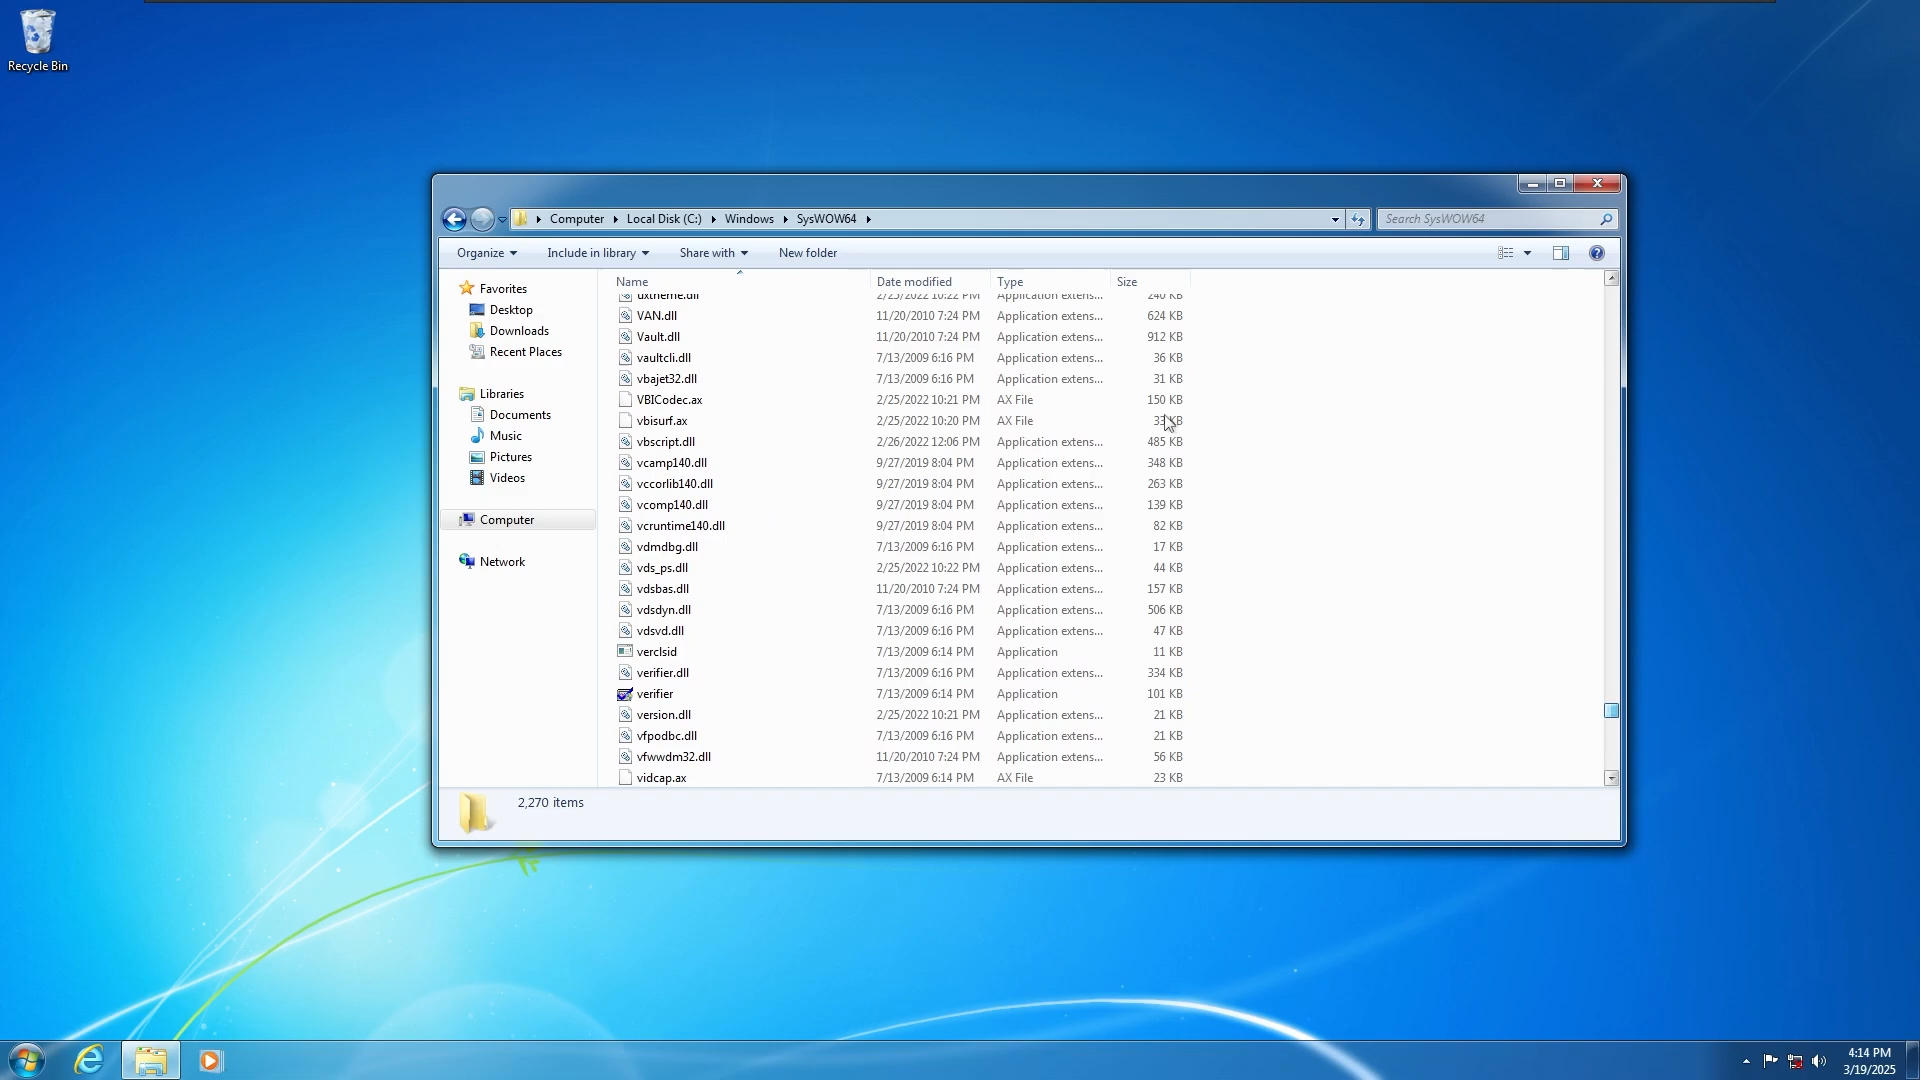 Recycle Bin
Computer Local Disk (C:) Windows SysWOW64
Search SysWOW64
Organize Include in library Share with New folder
Name Date modified Type Size
Favorites
Desktop
Downloads
Recent Places
Libraries
Documents
Music
Pictures
Videos
Computer
Network
uxtheme.dll 2/25/2022 10:22 PM Application extens... 240 KB
VAN.dll 11/20/2010 7:24 PM Application extens... 624 KB
Vault.dll 11/20/2010 7:24 PM Application extens... 912 KB
vaultcli.dll 7/13/2009 6:16 PM Application extens... 36 KB
vbajet32.dll 7/13/2009 6:16 PM Application extens... 31 KB
VBICodec.ax 2/25/2022 10:21 PM AX File 150 KB
vbisurf.ax 2/25/2022 10:20 PM AX File 33 KB
vbscript.dll 2/26/2022 12:06 PM Application extens... 485 KB
vcamp140.dll 9/27/2019 8:04 PM Application extens... 348 KB
vccorlib140.dll 9/27/2019 8:04 PM Application extens... 263 KB
vcomp140.dll 9/27/2019 8:04 PM Application extens... 139 KB
vcruntime140.dll 9/27/2019 8:04 PM Application extens... 82 KB
vdmdbg.dll 7/13/2009 6:16 PM Application extens... 17 KB
vds_ps.dll 2/25/2022 10:22 PM Application extens... 44 KB
vdsbas.dll 11/20/2010 7:24 PM Application extens... 157 KB
vdsdyn.dll 7/13/2009 6:16 PM Application extens... 506 KB
vdsvd.dll 7/13/2009 6:16 PM Application extens... 47 KB
verclsid 7/13/2009 6:14 PM Application 11 KB
verifier.dll 7/13/2009 6:16 PM Application extens... 334 KB
verifier 7/13/2009 6:14 PM Application 101 KB
version.dll 2/25/2022 10:21 PM Application extens... 21 KB
vfpodbc.dll 7/13/2009 6:16 PM Application extens... 21 KB
vfwwdm32.dll 11/20/2010 7:24 PM Application extens... 56 KB
vidcap.ax 7/13/2009 6:14 PM AX File 23 KB
2,270 items
4:14 PM
3/19/2025